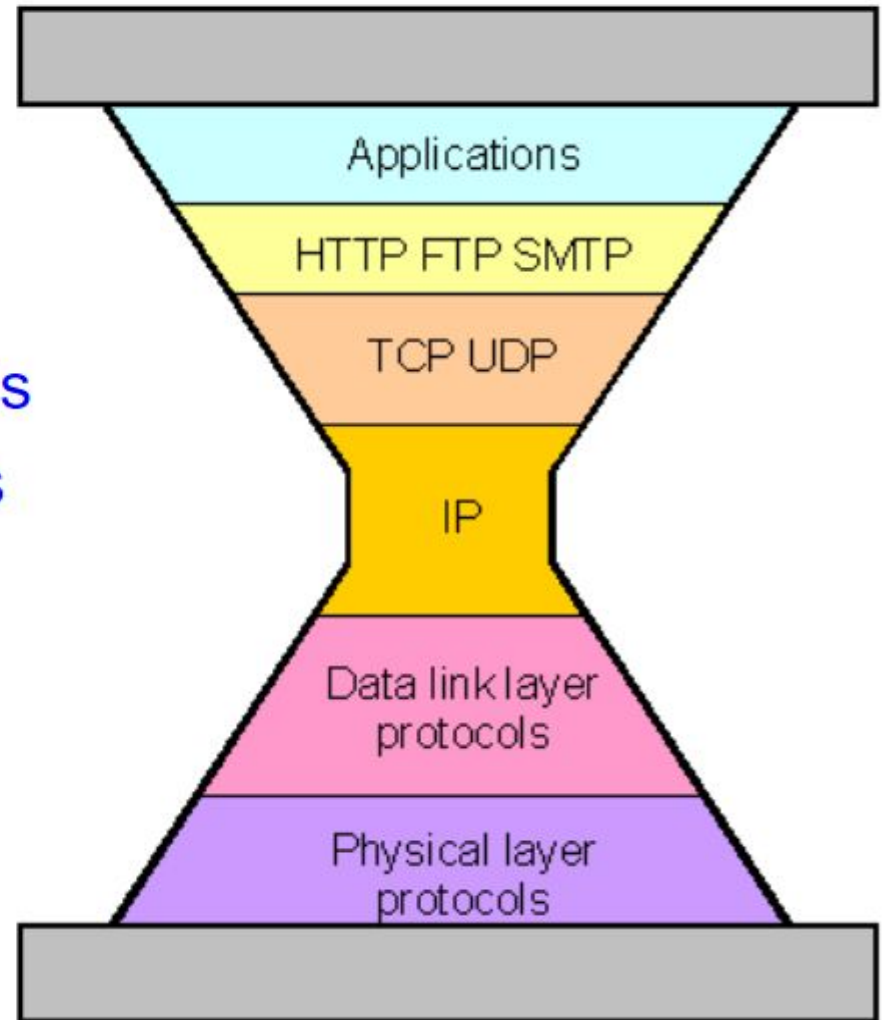 Applications
HTTP FTP SMTP
TCP UDP
s
s
IP
Data link layer
protocols
Physical layer
protocols